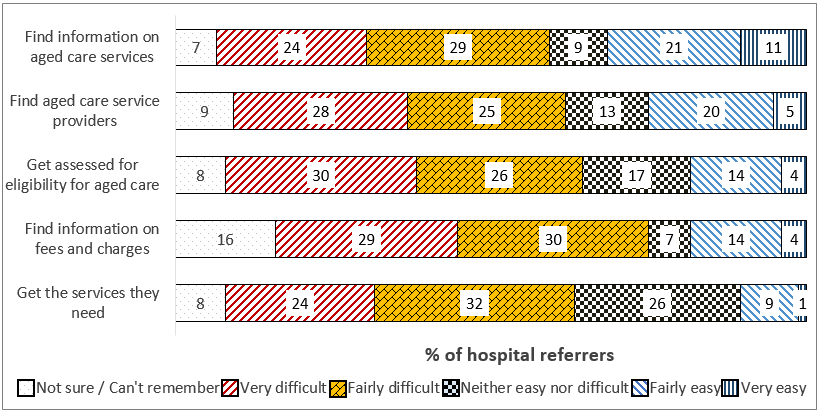 Find information on
aged care services
7 24 29 9 21 11
Find aged care service
providers
9 28 25 13 20 5
Get assessed for
eligibility for aged care
8 30 26 17 14 4
Find information on
fees and charges
16 29 30 7 14 4
Get the services they
need
8 24 32 26 9 1
% of hospital referrers
Not sure / Can't remember Very difficult Fairly difficult Neither easy nor difficult Fairly easy Very easy